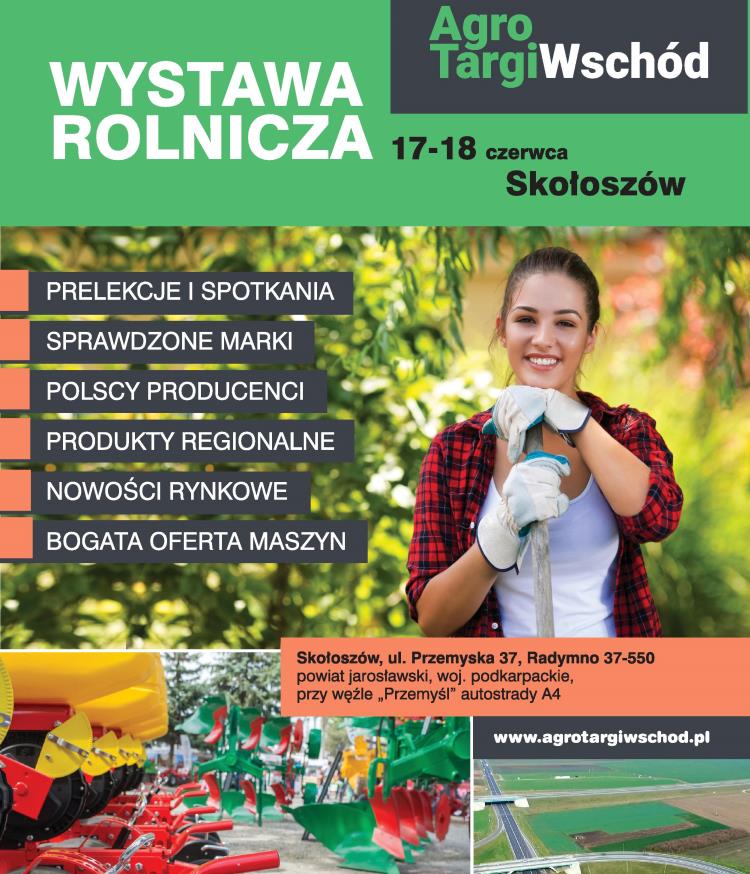 Agro
TargiWschód
WYSTAWA
ROLNICZA
17-18 czerwca
Skołoszów
PRELEKCJE I SPOTKANIA
SPRAWDZONE MARKI
POLSCY PRODUCENCI
PRODUKTY REGIONALNE
NOWOŚCI RYNKOWE
BOGATA OFERTA MASZYN
Skołoszów, ul. Przemyska 37, Radymno 37-550
powiat jarosławski, woj. podkarpackie,
przy węźle „Przemyśl” autostrady A4
www.agrotargiwschod.pl